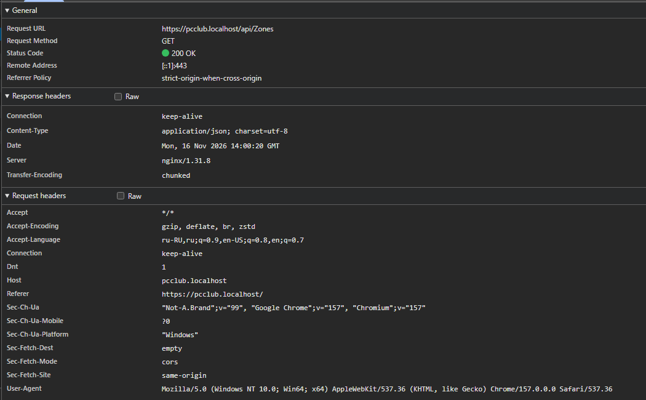 General
Request URL https://pcclub.localhost/api/Zones
Request Method GET
Status Code 200 OK
Remote Address [::1]:443
Referrer Policy strict-origin-when-cross-origin
Response headers Raw
Connection keep-alive
Content-Type application/json; charset=utf-8
Date Mon, 16 Nov 2026 14:00:20 GMT
Server nginx/1.31.8
Transfer-Encoding chunked
Request headers Raw
Accept */*
Accept-Encoding gzip, deflate, br, zstd
Accept-Language ru-RU,ru;q=0.9,en-US;q=0.8,en;q=0.7
Connection keep-alive
Dnt 1
Host pcclub.localhost
Referer https://pcclub.localhost/
Sec-Ch-Ua "Not-A.Brand";v="99", "Google Chrome";v="157", "Chromium";v="157"
Sec-Ch-Ua-Mobile ?0
Sec-Ch-Ua-Platform "Windows"
Sec-Fetch-Dest empty
Sec-Fetch-Mode cors
Sec-Fetch-Site same-origin
User-Agent Mozilla/5.0 (Windows NT 10.0; Win64; x64) AppleWebKit/537.36 (KHTML, like Gecko) Chrome/157.0.0.0 Safari/537.36